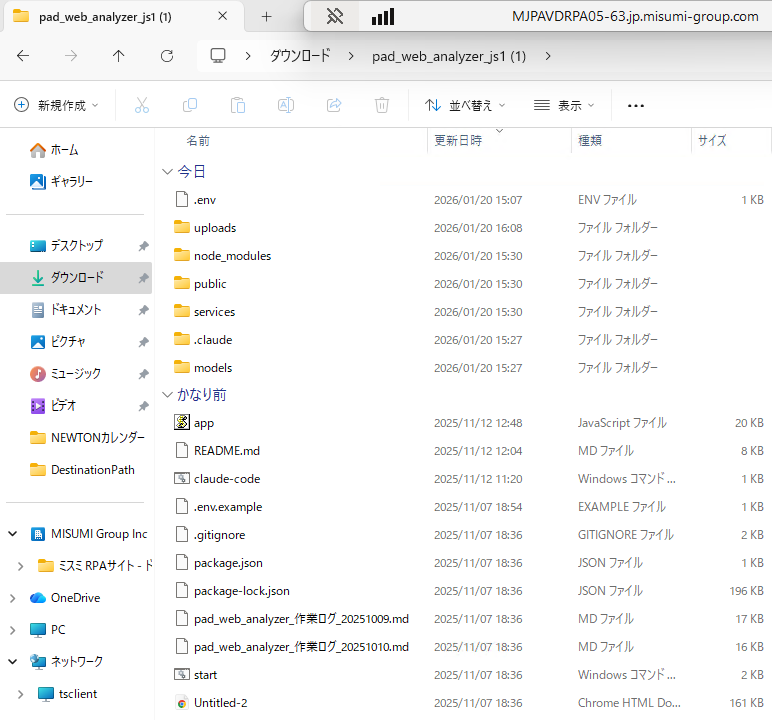 pad_web_analyzer_js1 (1)
MJPAVDRPA05-63.jp.misumi-group.com
ダウンロード
pad_web_analyzer_js1 (1)
新規作成
並べ替え
表示
ホーム
ギャラリー
デスクトップ
ダウンロード
ドキュメント
ピクチャ
ミュージック
ビデオ
NEWTONカレンダー
DestinationPath
MISUMI Group Inc
ミスミ RPAサイト - ド
OneDrive
PC
ネットワーク
tsclient
名前 更新日時 種類 サイズ
今日
.env 2026/01/20 15:07 ENV ファイル 1 KB
uploads 2026/01/20 16:08 ファイル フォルダー
node_modules 2026/01/20 15:30 ファイル フォルダー
public 2026/01/20 15:30 ファイル フォルダー
services 2026/01/20 15:30 ファイル フォルダー
.claude 2026/01/20 15:27 ファイル フォルダー
models 2026/01/20 15:27 ファイル フォルダー
かなり前
app 2025/11/12 12:48 JavaScript ファイル 20 KB
README.md 2025/11/12 12:04 MD ファイル 8 KB
claude-code 2025/11/12 11:20 Windows コマンド ... 1 KB
.env.example 2025/11/07 18:54 EXAMPLE ファイル 1 KB
.gitignore 2025/11/07 18:36 GITIGNORE ファイル 2 KB
package.json 2025/11/07 18:36 JSON ファイル 1 KB
package-lock.json 2025/11/07 18:36 JSON ファイル 196 KB
pad_web_analyzer_作業ログ_20251009.md 2025/11/07 18:36 MD ファイル 17 KB
pad_web_analyzer_作業ログ_20251010.md 2025/11/07 18:36 MD ファイル 16 KB
start 2025/11/07 18:36 Windows コマンド ... 2 KB
Untitled-2 2025/11/07 18:36 Chrome HTML Do... 161 KB